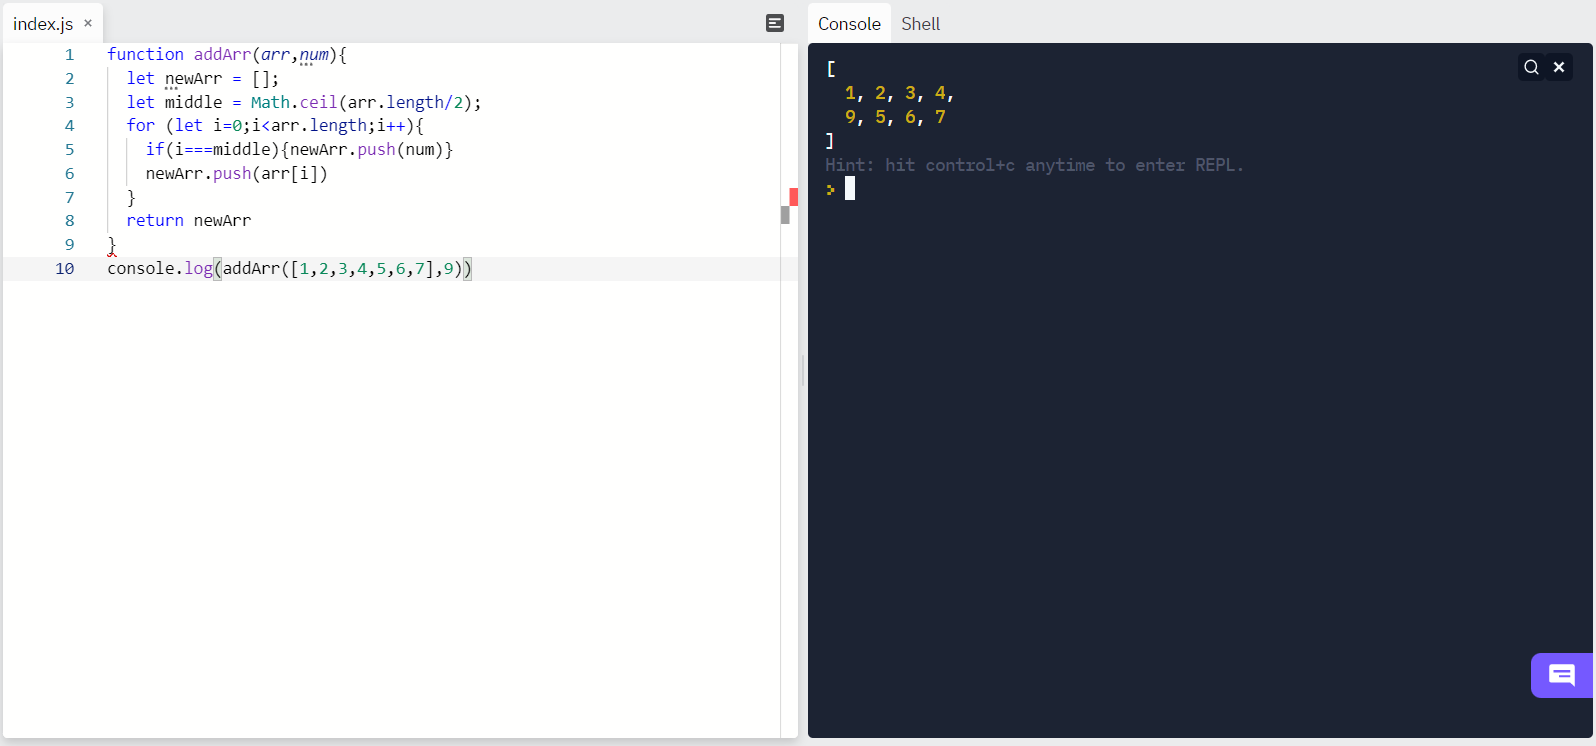 index.js ×
1 function addArr(arr,num){
2 let newArr = [];
3 let middle = Math.ceil(arr.length/2);
4 for (let i=0;i<arr.length;i++){
5 if(i===middle){newArr.push(num)}
6 newArr.push(arr[i])
7 }
8 return newArr
9 }
10 console.log(addArr([1,2,3,4,5,6,7],9))
Console Shell
[
1, 2, 3, 4,
9, 5, 6, 7
]
Hint: hit control+c anytime to enter REPL.
>